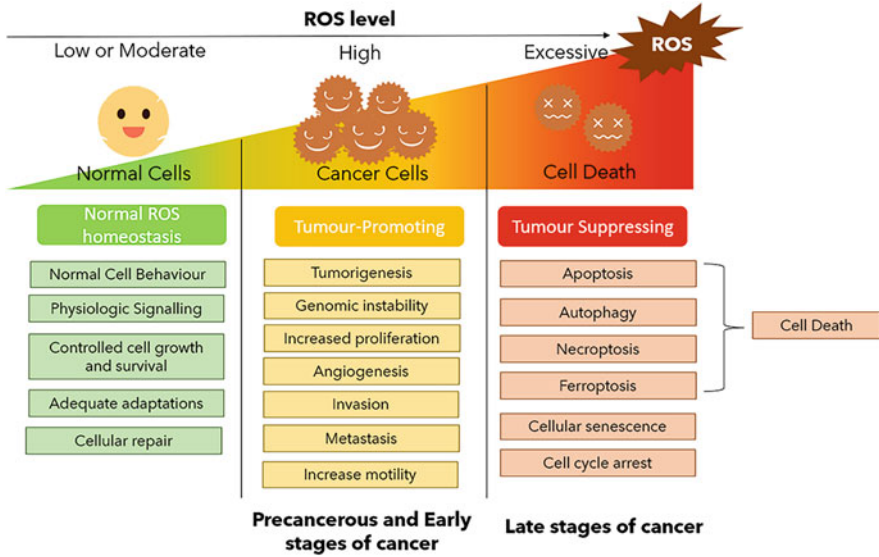 ROS level
Low or Moderate
High
Excessive
ROS
Normal Cells
Cancer Cells
Cell Death
Normal ROS
homeostasis
Tumour-Promoting
Tumour Suppressing
Normal Cell Behaviour
Physiologic Signalling
Controlled cell growth
and survival
Adequate adaptations
Cellular repair
Tumorigenesis
Genomic instability
Increased proliferation
Angiogenesis
Invasion
Metastasis
Increase motility
Apoptosis
Autophagy
Necroptosis
Ferroptosis
Cellular senescence
Cell cycle arrest
Cell Death
Precancerous and Early
stages of cancer
Late stages of cancer